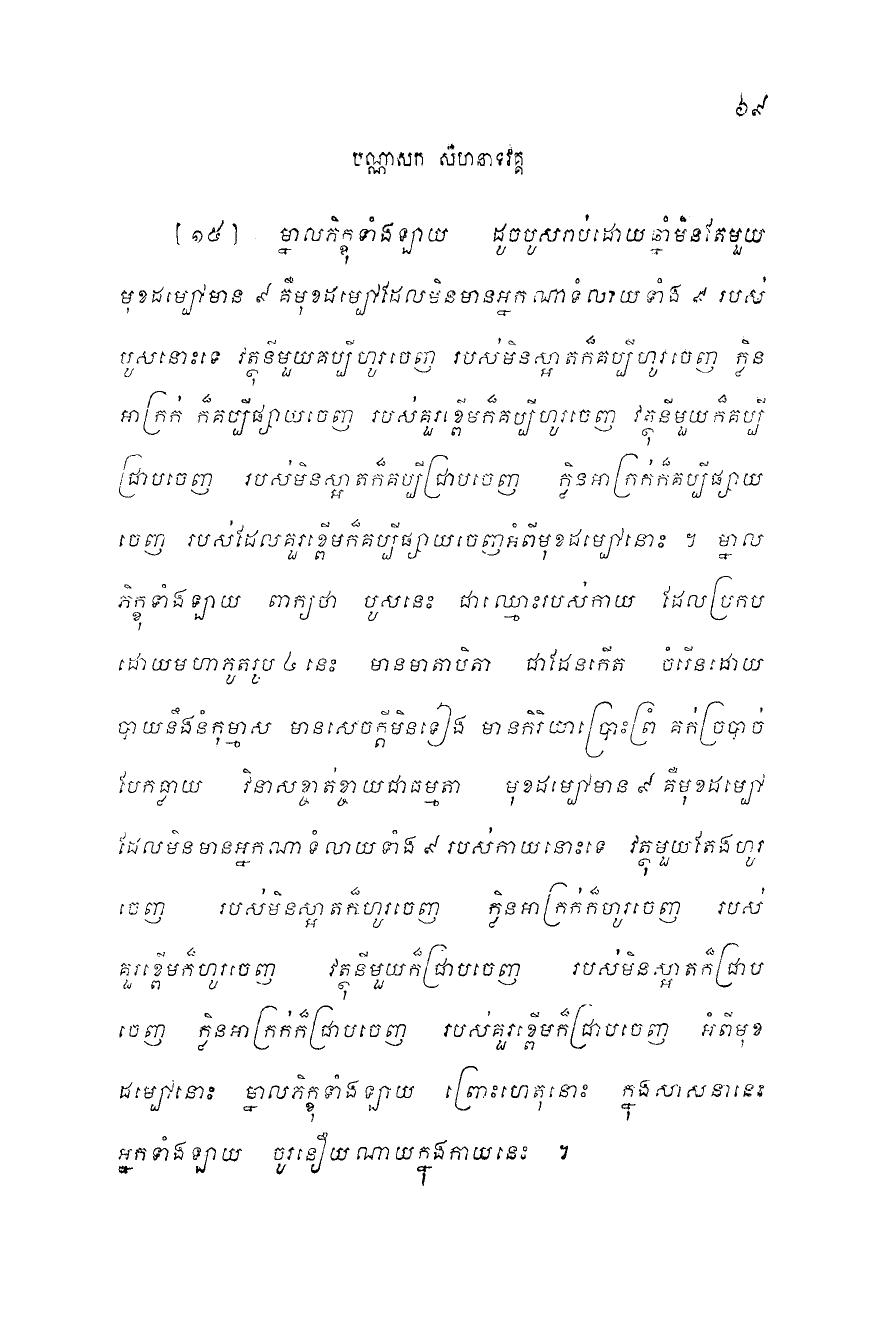 ៦៩
បណ្ណាសក សីហនាទវគ្គ
[ ១៥ ] ម្នាលភិក្ខុទាំងឡាយ ដូចបូសរាប់ដោយឆ្នាំមិនតែមួយ
មុខដម្បៅមាន ៩ គឺមុខដម្បៅដែលមិនមានអ្នកណាទំលាយទាំង ៩ របស់
បូសនោះទេ វត្ថុនីមួយគប្បីហូរចេញ របស់មិនស្អាតក៏គប្បីហូរចេញ ក្លិន
អាក្រក់ ក៏គប្បីផ្សាយចេញ របស់គួរខ្ពើមក៏គប្បីហូរចេញ វត្ថុនីមួយក៏គប្បី
ជ្រាបចេញ របស់មិនស្អាតក៏គប្បីជ្រាបចេញ ក្លិនអាក្រក់ក៏គប្បីផ្សាយ
ចេញ របស់ដែលគួរខ្ពើមក៏គប្បីផ្សាយចេញអំពីមុខដម្បៅនោះ ។ ម្នាល
ភិក្ខុទាំងឡាយ ពាក្យថា បូសនេះ ជាឈ្មោះរបស់កាយ ដែលប្រកប
ដោយមហាភូតរូប ៤ នេះ មានមាតាបិតា ជាដែនកើត ចំរើនដោយ
បាយនឹងនំកុម្មាស មានសេចក្តីមិនទៀង មានកិរិយាប្រោះព្រំ គក់ច្របាច់
បែកធ្លាយ វិនាសខ្ចាត់ខ្ចាយជាធម្មតា មុខដម្បៅមាន ៩ គឺមុខដម្បៅ
ដែលមិនមានអ្នកណាទំលាយទាំង ៩ របស់កាយនោះទេ វត្ថុមួយតែងហូរ
ចេញ របស់មិនស្អាតក៏ហូរចេញ ក្លិនអាក្រក់ក៏ហូរចេញ របស់
គួរខ្ពើមក៏ហូរចេញ វត្ថុនីមួយក៏ជ្រាបចេញ របស់មិនស្អាតក៏ជ្រាប
ចេញ ក្លិនអាក្រក់ក៏ជ្រាបចេញ របស់គួរខ្ពើមក៏ជ្រាបចេញ អំពីមុខ
ដម្បៅនោះ ម្នាលភិក្ខុទាំងឡាយ ព្រោះហេតុនោះ ក្នុងសាសនានេះ
អ្នកទាំងឡាយ ចូរនឿយណាយក្នុងកាយនេះ ។